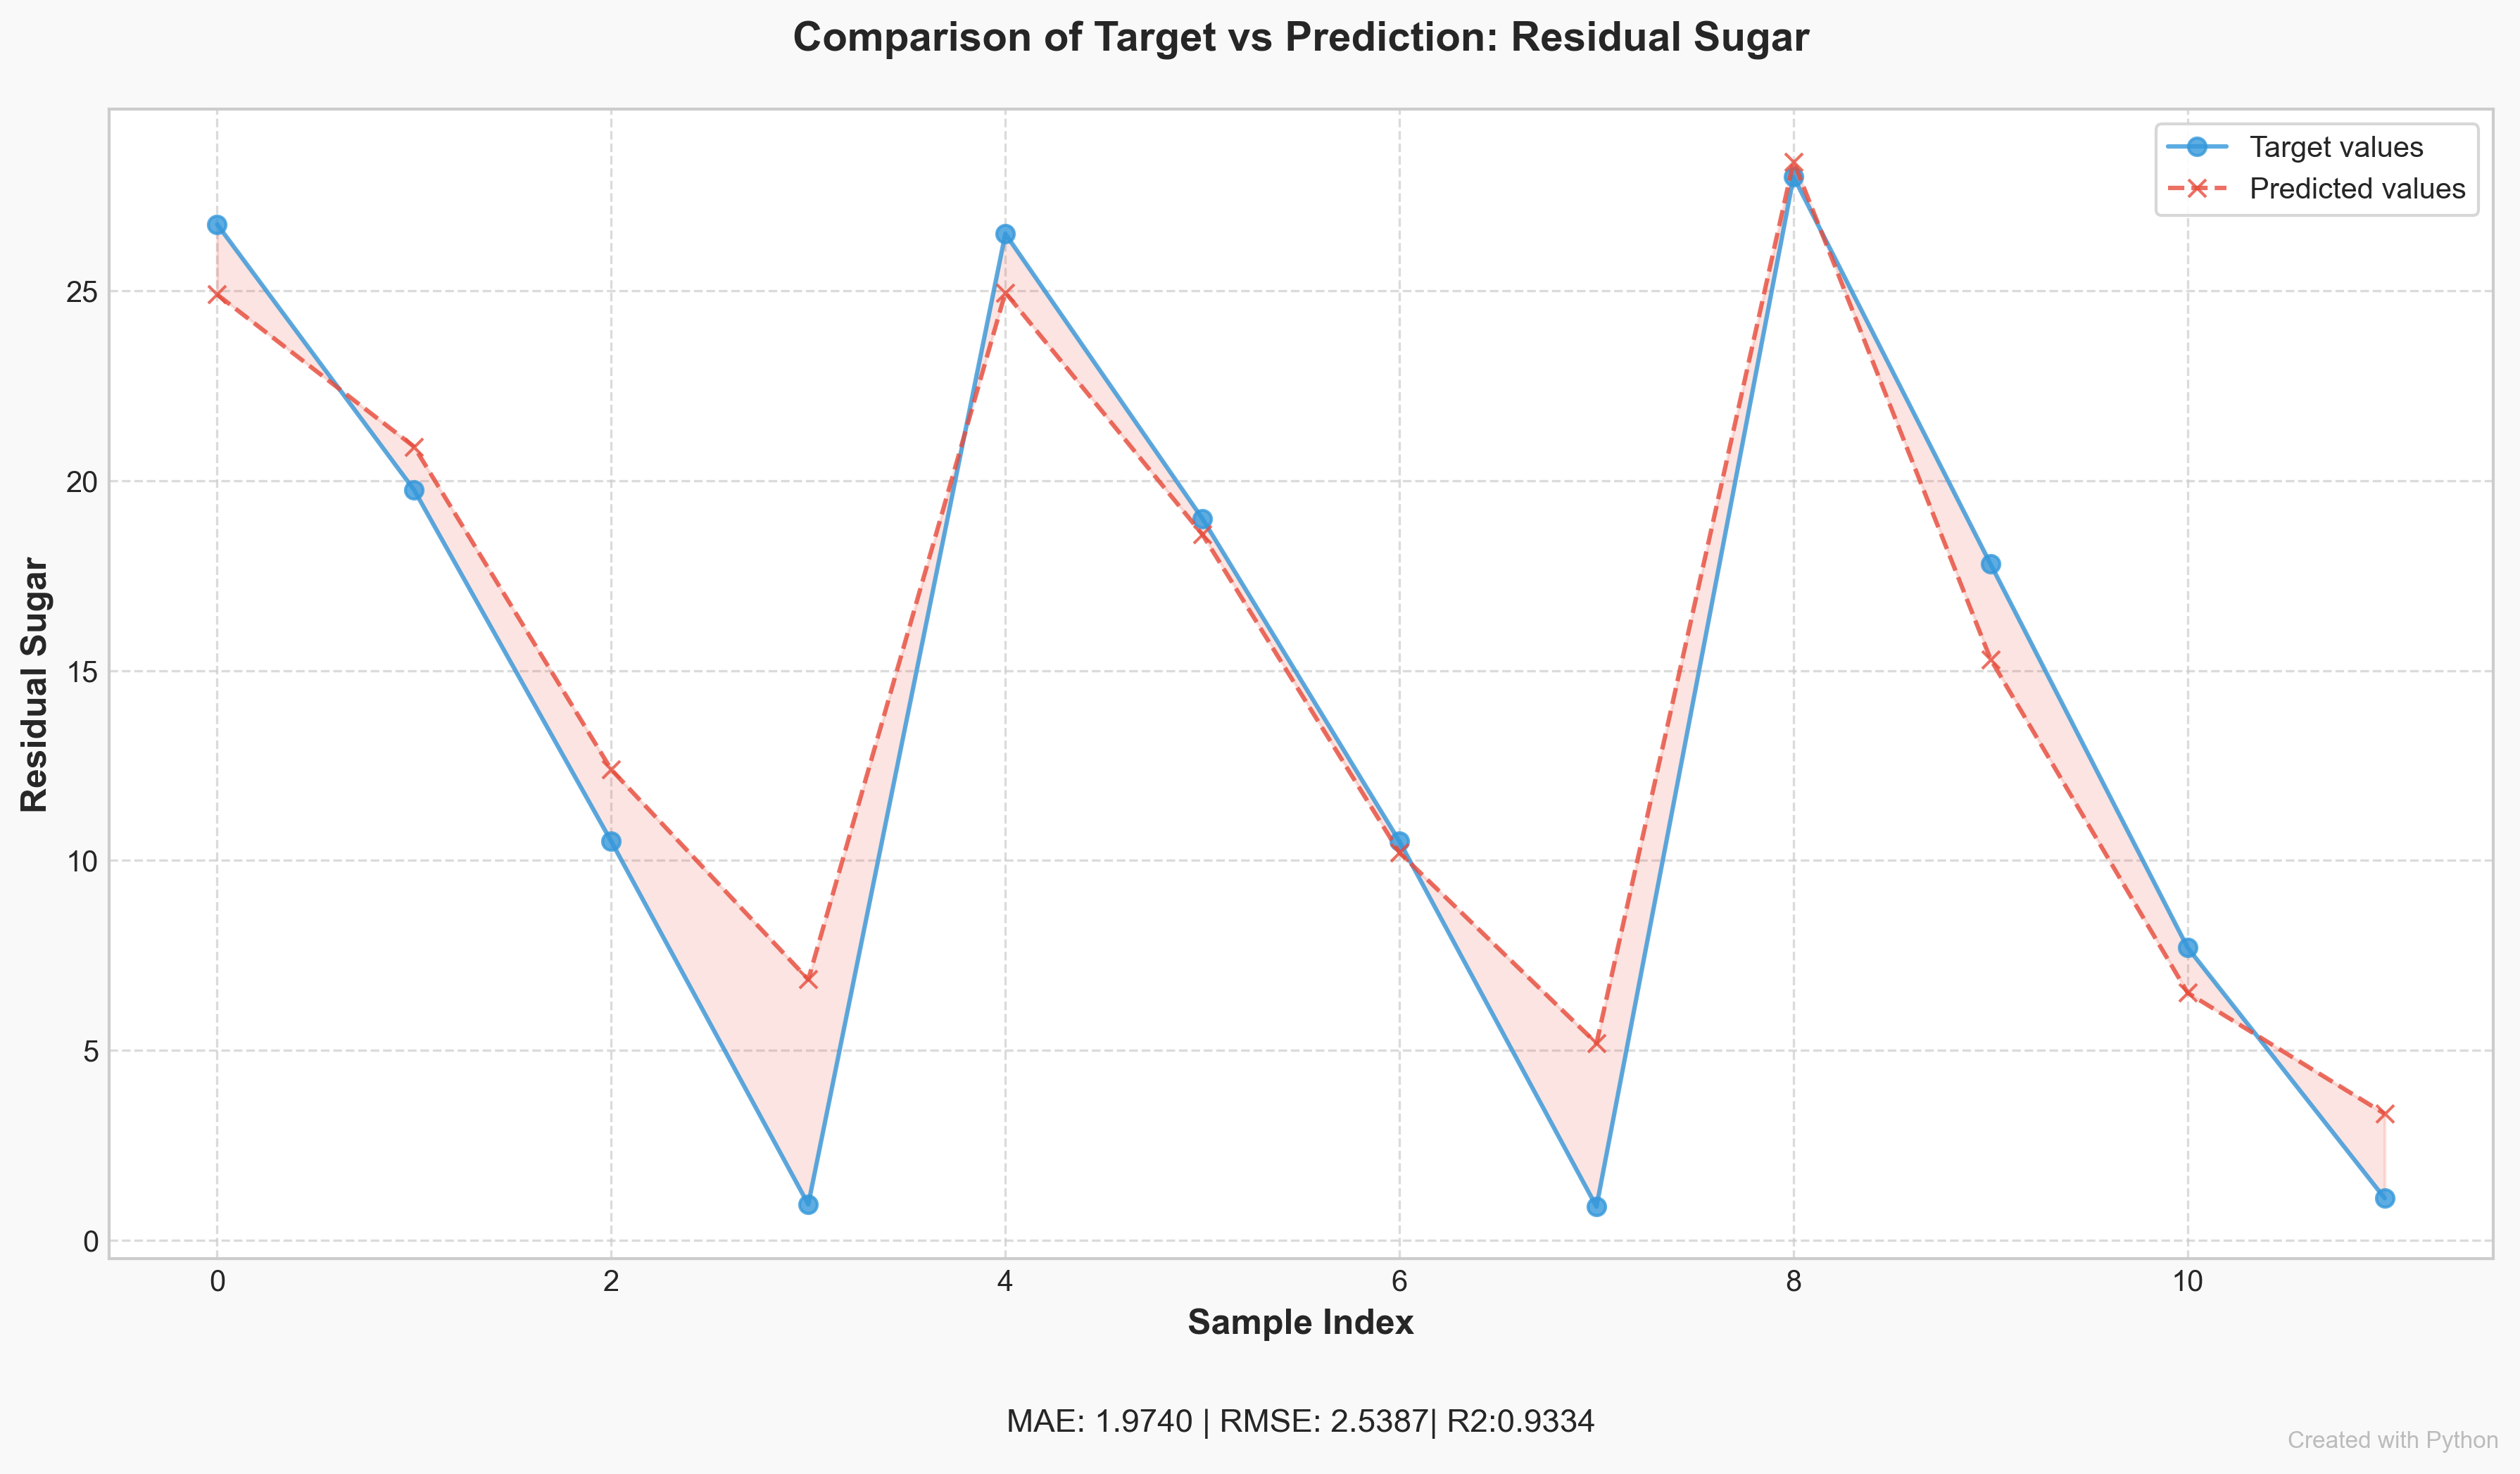 Comparison of Target vs Prediction: Residual Sugar
Target values
Predicted values
Residual Sugar
25
20
15
10
5
0
0 2 4 6 8 10
Sample Index
MAE: 1.9740 | RMSE: 2.5387| R2:0.9334
Created with Python